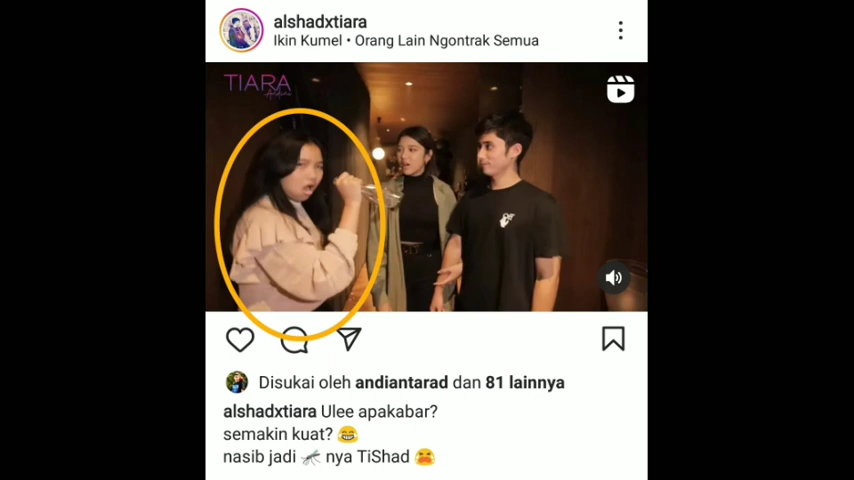 alshadxtiara
Ikin Kumel • Orang Lain Ngontrak Semua
TIARA
Andini
Disukai oleh andiantarad dan 81 lainnya
alshadxtiara Ulee apakabar?
semakin kuat? 😂
nasib jadi 🦟 nya TiShad 😫